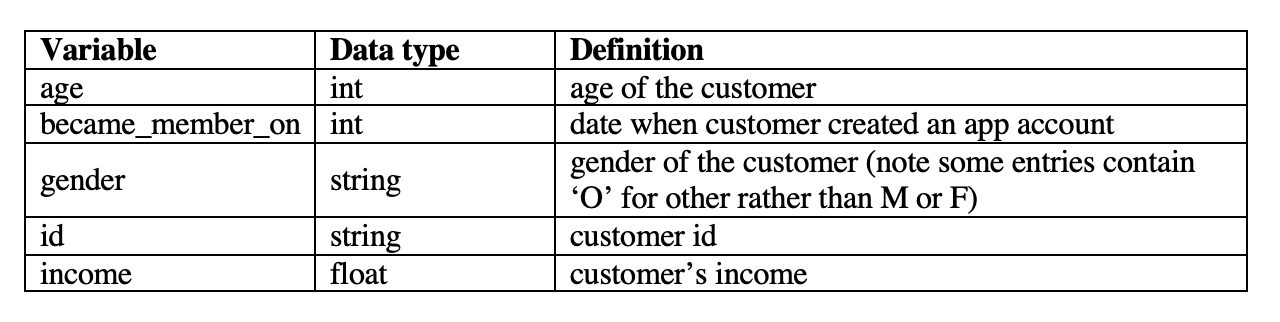 Variable Data type Definition
age int age of the customer
became_member_on int date when customer created an app account
gender string gender of the customer (note some entries contain
‘O’ for other rather than M or F)
id string customer id
income float customer’s income